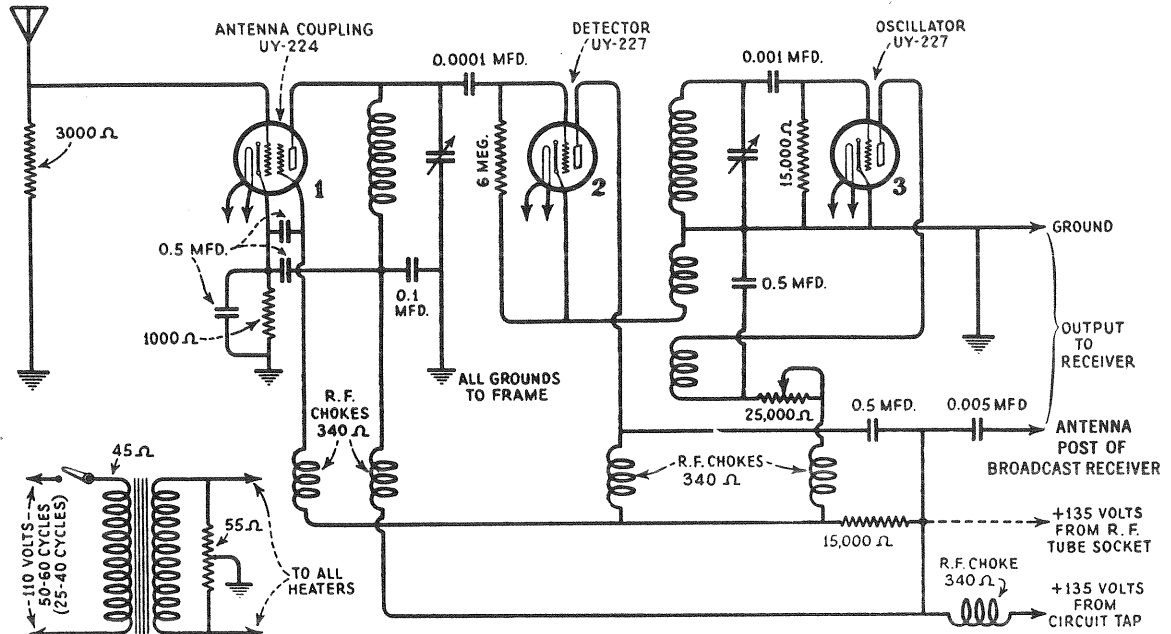 ANTENNA COUPLING
UY-224
DETECTOR
UY-227
OSCILLATOR
UY-227
0.0001 MFD.
0.001 MFD.
3000 Ω
6 MEG.
15,000 Ω
1
2
3
0.5 MFD.
GROUND
0.1
MFD.
0.5 MFD.
1000 Ω
OUTPUT
TO
RECEIVER
ALL GROUNDS
TO FRAME
R.F.
CHOKES
340 Ω
25,000 Ω
0.5 MFD.
0.005 MFD
ANTENNA
POST OF
BROADCAST RECEIVER
45 Ω
R.F. CHOKES
340 Ω
110 VOLTS
50-60 CYCLES
(25-40 CYCLES)
55 Ω
TO ALL
HEATERS
15,000 Ω
+135 VOLTS
FROM R.F.
TUBE SOCKET
R.F. CHOKE
340 Ω
+135 VOLTS
FROM
CIRCUIT TAP